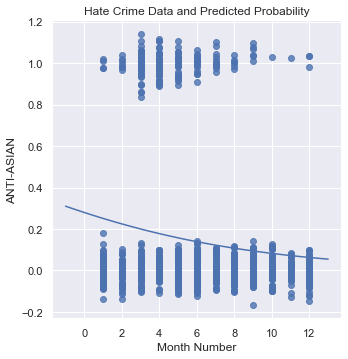 Hate Crime Data and Predicted Probability
1.2
1.0
0.8
0.6
0.4
0.2
0.0
−0.2
ANTI-ASIAN
0 2 4 6 8 10 12
Month Number